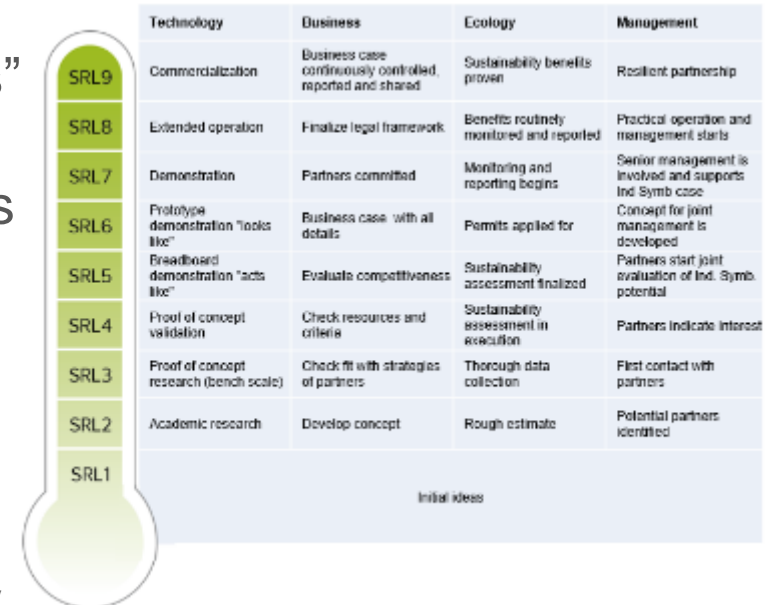 Technology Business Ecology Management
SRL9
Commercialization
Business case
continuously controlled,
reported and shared
Sustainability benefits
proven
Resilient partnership
SRL8
Extended operation
Finalize legal framework
Benefits routinely
monitored and reported
Practical operation and
management starts
SRL7
Demonstration
Partners committed
Monitoring and
reporting begins
Senior management is
involved and supports
Ind Symb case
SRL6
Prototype
demonstration "looks
like"
Business case with all
details
Permits applied for
Concept for joint
management is
developed
SRL5
Breadboard
demonstration "acts
like"
Evaluate competitiveness
Sustainability
assessment finalized
Partners start joint
evaluation of Ind. Symb.
potential
SRL4
Proof of concept
validation
Check resources and
criteria
Sustainability
assessment in
execution
Partners indicate interest
SRL3
Proof of concept
research (bench scale)
Check fit with strategies
of partners
Thorough data
collection
First contact with
partners
SRL2
Academic research
Develop concept
Rough estimate
Potential partners
identified
SRL1
Initial ideas